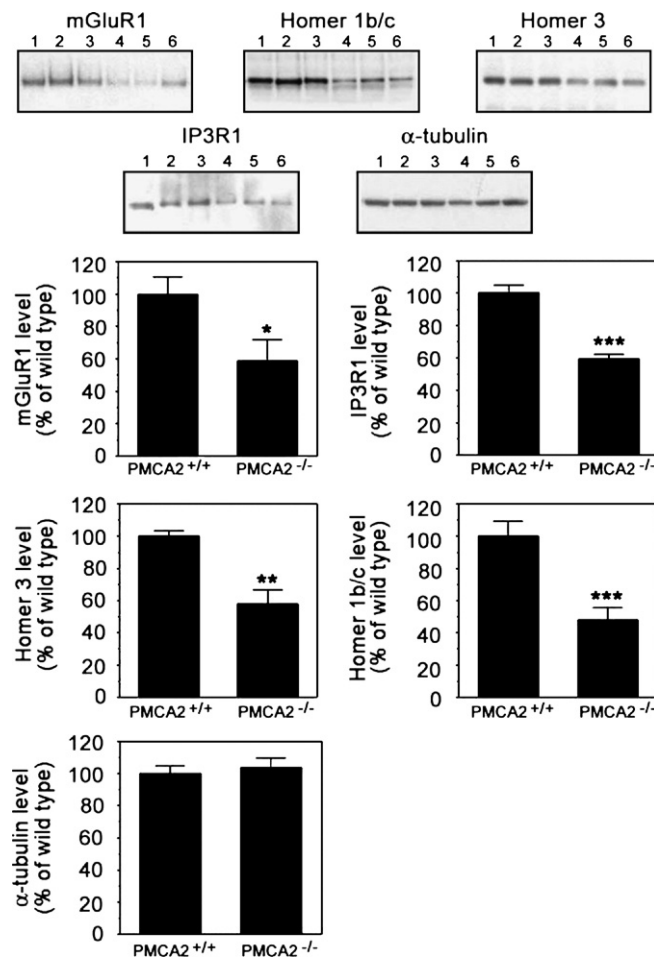 mGluR1 Homer 1b/c Homer 3
1 2 3 4 5 6 1 2 3 4 5 6 1 2 3 4 5 6
IP3R1 α-tubulin
1 2 3 4 5 6 1 2 3 4 5 6
mGluR1 level
(% of wild type)
120
100
80
60
40
20
0
*
PMCA2 +/+ PMCA2 -/-
IP3R1 level
(% of wild type)
120
100
80
60
40
20
0
***
PMCA2 +/+ PMCA2 -/-
Homer 3 level
(% of wild type)
120
100
80
60
40
20
0
**
PMCA2 +/+ PMCA2 -/-
Homer 1b/c level
(% of wild type)
120
100
80
60
40
20
0
***
PMCA2 +/+ PMCA2 -/-
α-tubulin level
(% of wild type)
120
100
80
60
40
20
0
PMCA2 +/+ PMCA2 -/-